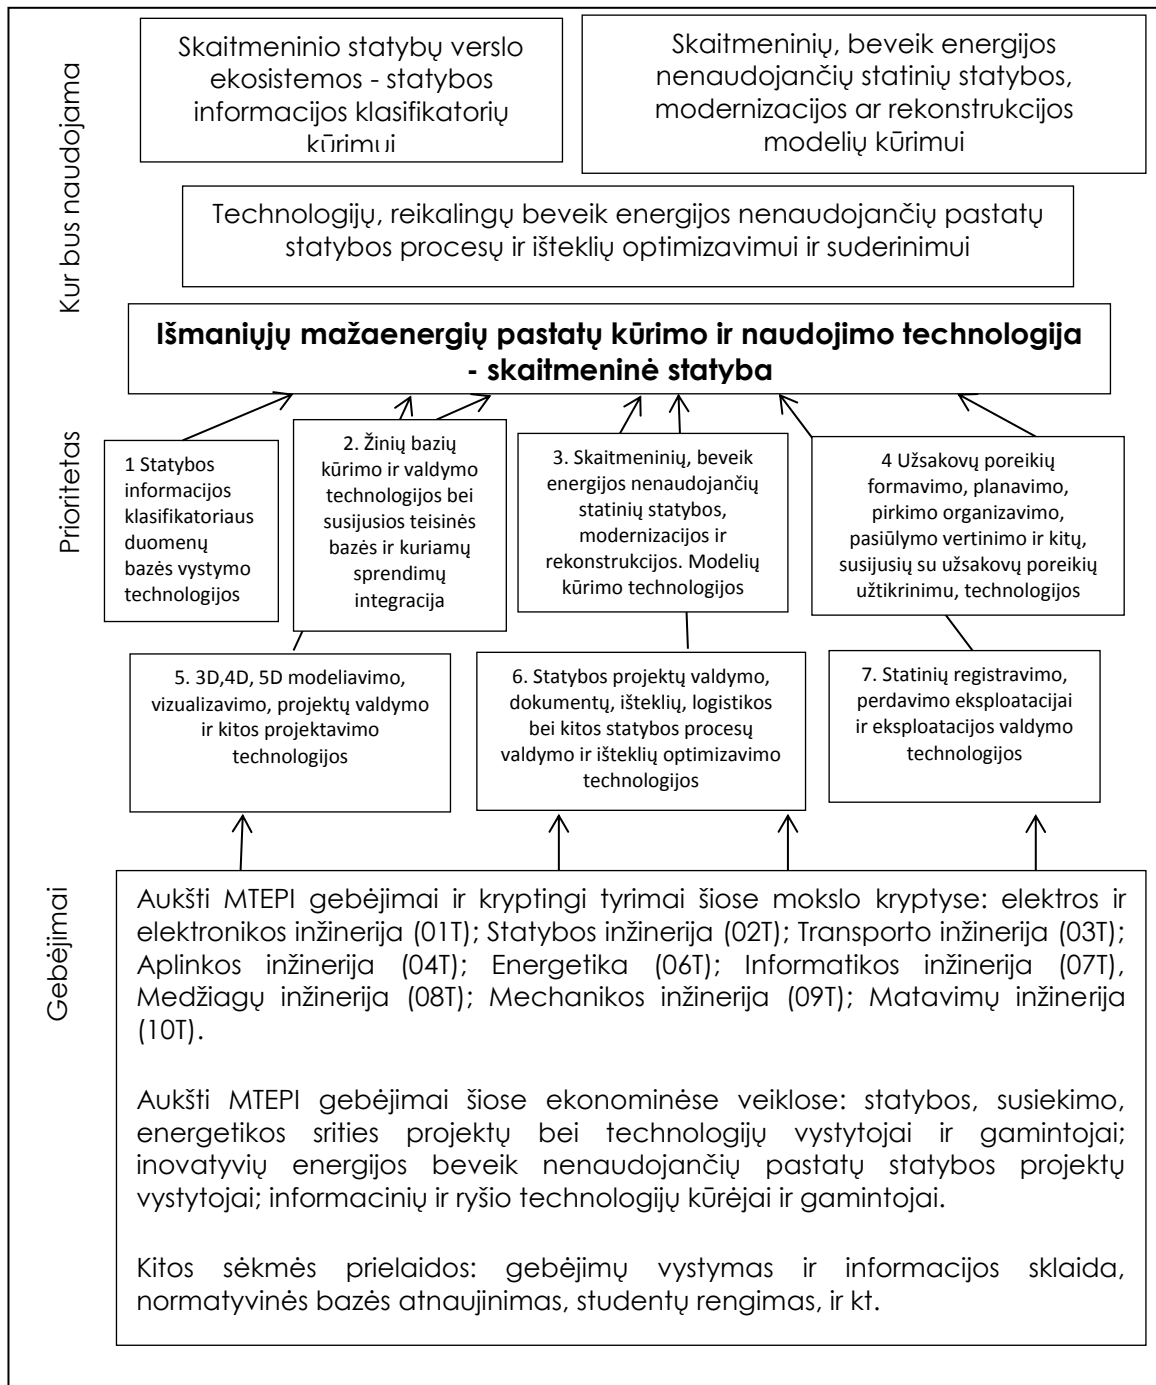 Kur bus naudojama
Skaitmeninio statybų verslo
ekosistemos - statybos
informacijos klasifikatorių
kūrimui
Skaitmeninių, beveik energijos
nenaudojančių statinių statybos,
modernizacijos ar rekonstrukcijos
modelių kūrimui
Technologijų, reikalingų beveik energijos nenaudojančių pastatų
statybos procesų ir išteklių optimizavimui ir suderinimui
Prioritetas
Išmaniųjų mažaenergių pastatų kūrimo ir naudojimo technologija
- skaitmeninė statyba
1 Statybos
informacijos
klasifikatoriaus
duomenų
bazės vystymo
technologijos
2. Žinių bazių
kūrimo ir valdymo
technologijos bei
susijusios teisinės
bazės ir kuriamų
sprendimų
integracija
3. Skaitmeninių, beveik
energijos nenaudojančių
statinių statybos,
modernizacijos ir
rekonstrukcijos. Modelių
kūrimo technologijos
4 Užsakovų poreikių
formavimo, planavimo,
pirkimo organizavimo,
pasiūlymo vertinimo ir kitų,
susijusių su užsakovų poreikių
užtikrinimu, technologijos
5. 3D,4D, 5D modeliavimo,
vizualizavimo, projektų valdymo
ir kitos projektavimo
technologijos
6. Statybos projektų valdymo,
dokumentų, išteklių, logistikos
bei kitos statybos procesų
valdymo ir išteklių optimizavimo
technologijos
7. Statinių registravimo,
perdavimo eksploatacijai
ir eksploatacijos valdymo
technologijos
Gebėjimai
Aukšti MTEPI gebėjimai ir kryptingi tyrimai šiose mokslo kryptyse: elektros ir
elektronikos inžinerija (01T); Statybos inžinerija (02T); Transporto inžinerija (03T);
Aplinkos inžinerija (04T); Energetika (06T); Informatikos inžinerija (07T),
Medžiagų inžinerija (08T); Mechanikos inžinerija (09T); Matavimų inžinerija
(10T).
Aukšti MTEPI gebėjimai šiose ekonominėse veiklose: statybos, susiekimo,
energetikos srities projektų bei technologijų vystytojai ir gamintojai;
inovatyvių energijos beveik nenaudojančių pastatų statybos projektų
vystytojai; informacinių ir ryšio technologijų kūrėjai ir gamintojai.
Kitos sėkmės prielaidos: gebėjimų vystymas ir informacijos sklaida,
normatyvinės bazės atnaujinimas, studentų rengimas, ir kt.